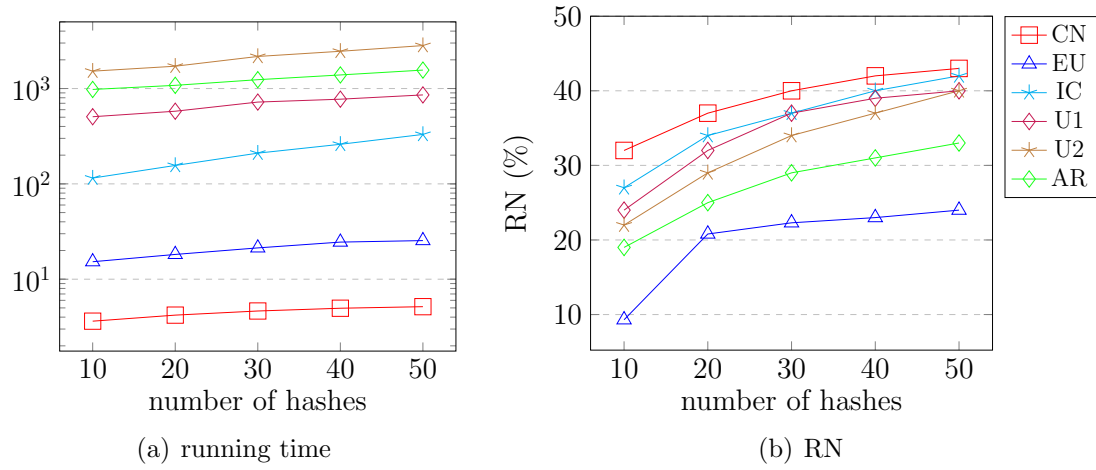 10^3
10^2
10^1
10 20 30 40 50
number of hashes
(a) running time
RN (%)
50
40
30
20
10
10 20 30 40 50
number of hashes
(b) RN
CN
EU
IC
U1
U2
AR